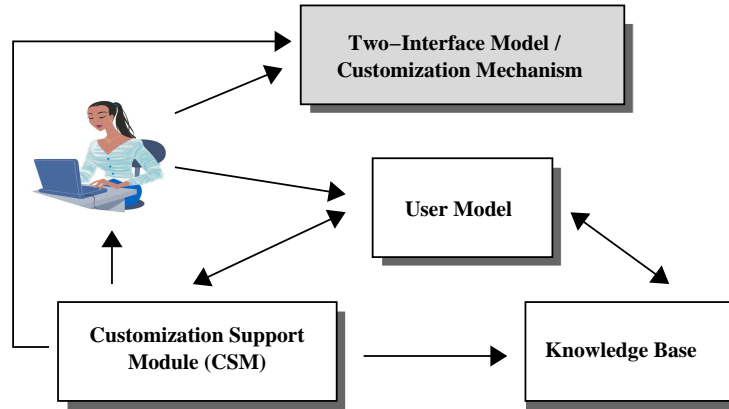 Two−Interface Model /
Customization Mechanism
User Model
Customization Support
Module (CSM)
Knowledge Base